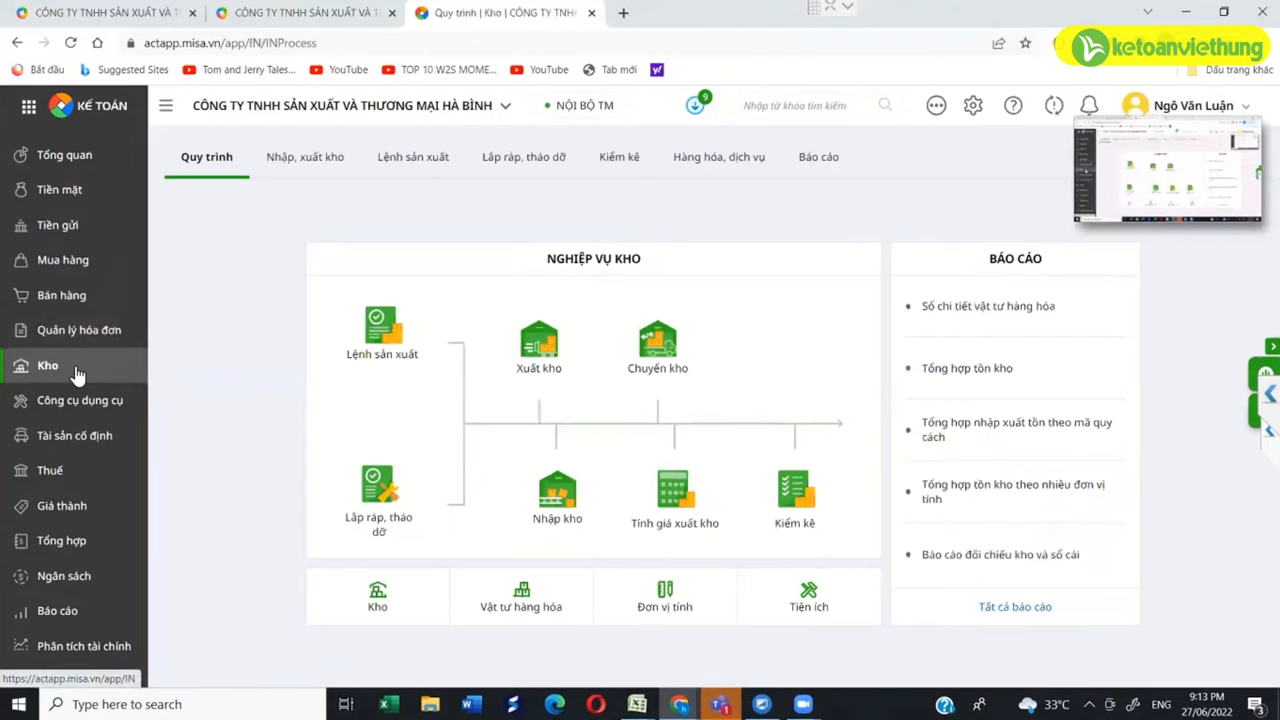 CÔNG TY TNHH SẢN XUẤT VÀ T
CÔNG TY TNHH SẢN XUẤT VÀ T
Quy trình | Kho | CÔNG TY TNH
actapp.misa.vn/app/IN/INProcess
ketoanviethung
Bắt đầu
Suggested Sites
Tom and Jerry Tales...
YouTube
TOP 10 W2S MOME...
YouTube
Tab mới
Dấu trang khác
KẾ TOÁN
CÔNG TY TNHH SẢN XUẤT VÀ THƯƠNG MẠI HÀ BÌNH
NỘI BỘ TM
9
Nhập từ khóa tìm kiếm
Ngô Văn Luận
Tổng quan
Tiền mặt
Tiền gửi
Mua hàng
Bán hàng
Quản lý hóa đơn
Kho
Công cụ dụng cụ
Tài sản cố định
Thuế
Giá thành
Tổng hợp
Ngân sách
Báo cáo
Phân tích tài chính
https://actapp.misa.vn/app/IN
Quy trình
Nhập, xuất kho
Lệnh sản xuất
Lắp ráp, tháo dỡ
Kiểm kê
Hàng hóa, dịch vụ
Báo cáo
NGHIỆP VỤ KHO
Lệnh sản xuất
Xuất kho
Chuyển kho
Lắp ráp, tháo
dỡ
Nhập kho
Tính giá xuất kho
Kiểm kê
Kho
Vật tư hàng hóa
Đơn vị tính
Tiện ích
BÁO CÁO
Sổ chi tiết vật tư hàng hóa
Tổng hợp tồn kho
Tổng hợp nhập xuất tồn theo mã quy
cách
Tổng hợp tồn kho theo nhiều đơn vị
tính
Báo cáo đối chiếu kho và sổ cái
Tất cả báo cáo
Type here to search
33°C
ENG
9:13 PM
27/06/2022
3